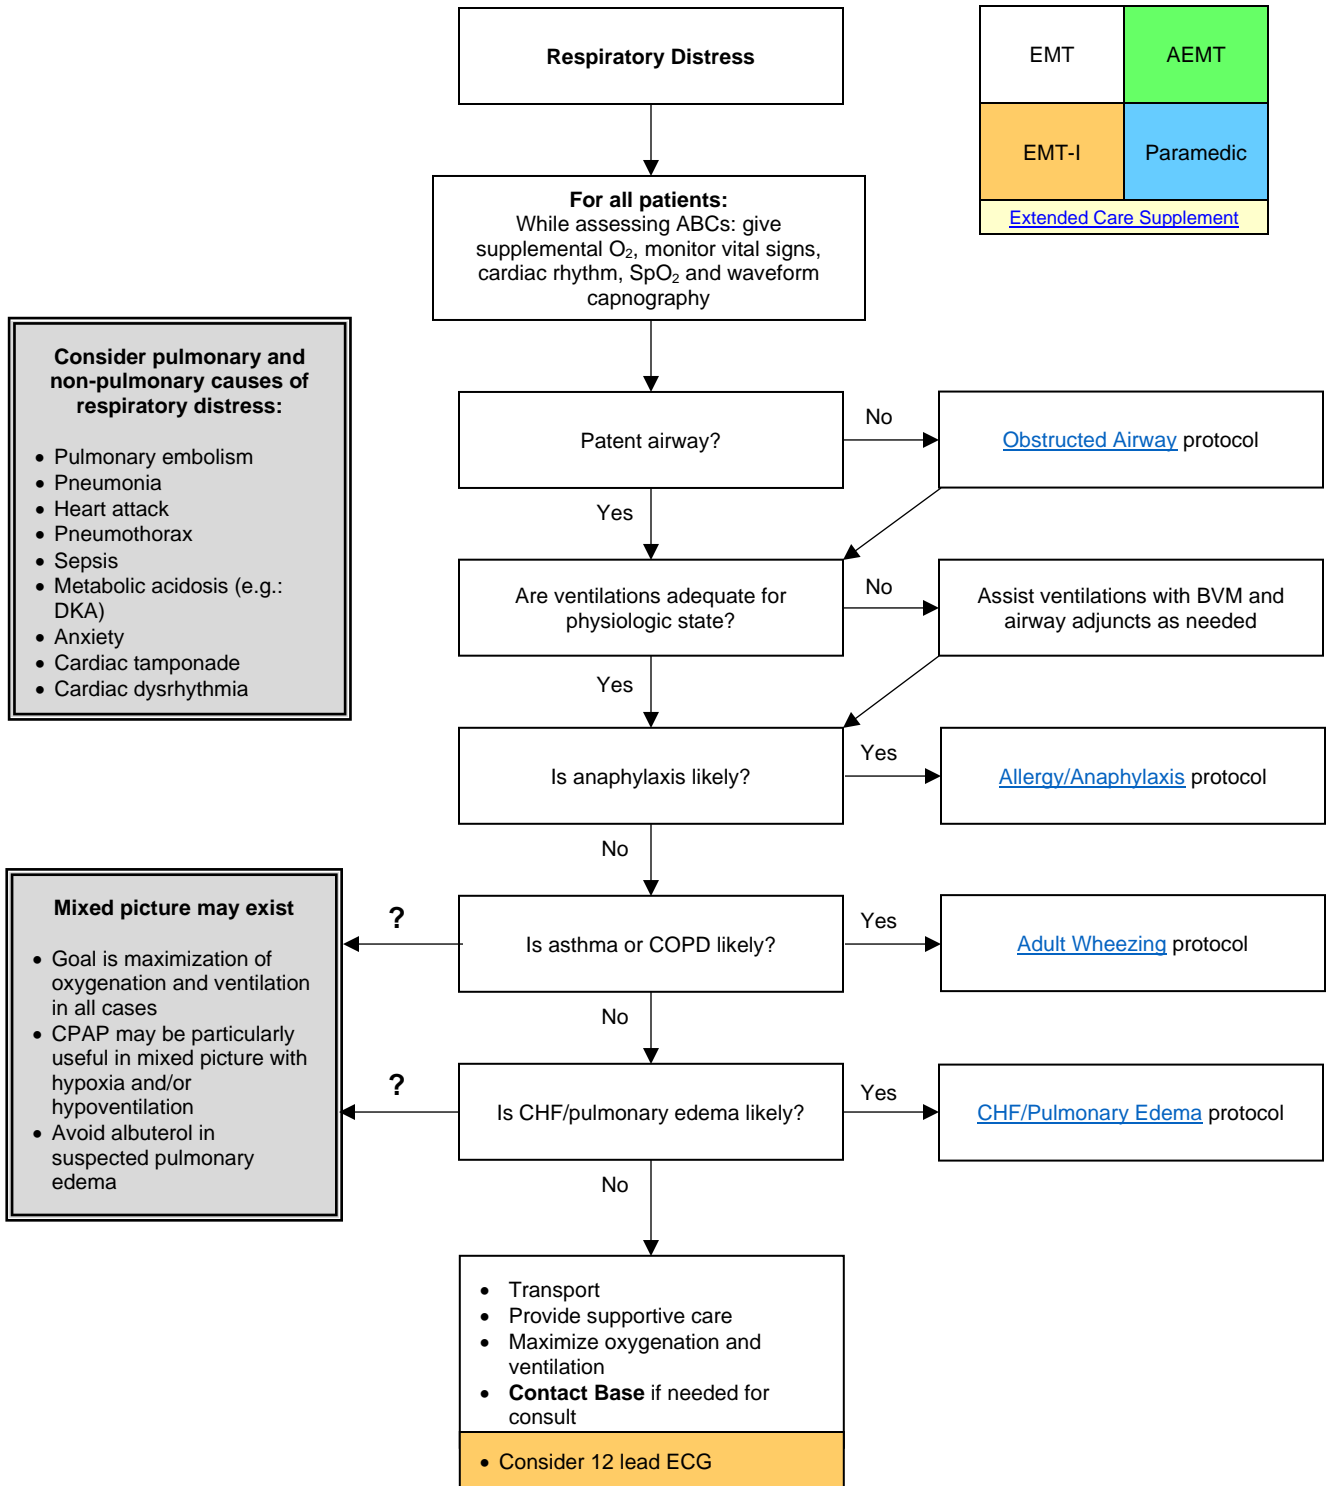 Respiratory Distress
EMT
AEMT
EMT-I
Paramedic
Extended Care Supplement
For all patients:
While assessing ABCs: give
supplemental O₂, monitor vital signs,
cardiac rhythm, SpO₂ and waveform
capnography
Consider pulmonary and
non-pulmonary causes of
respiratory distress:
• Pulmonary embolism
• Pneumonia
• Heart attack
• Pneumothorax
• Sepsis
• Metabolic acidosis (e.g.:
DKA)
• Anxiety
• Cardiac tamponade
• Cardiac dysrhythmia
Patent airway?
No
Obstructed Airway protocol
Yes
Are ventilations adequate for
physiologic state?
No
Assist ventilations with BVM and
airway adjuncts as needed
Yes
Is anaphylaxis likely?
Yes
Allergy/Anaphylaxis protocol
No
Mixed picture may exist
• Goal is maximization of
oxygenation and ventilation
in all cases
• CPAP may be particularly
useful in mixed picture with
hypoxia and/or
hypoventilation
• Avoid albuterol in
suspected pulmonary
edema
?
Is asthma or COPD likely?
Yes
Adult Wheezing protocol
No
?
Is CHF/pulmonary edema likely?
Yes
CHF/Pulmonary Edema protocol
No
• Transport
• Provide supportive care
• Maximize oxygenation and
ventilation
• Contact Base if needed for
consult
• Consider 12 lead ECG